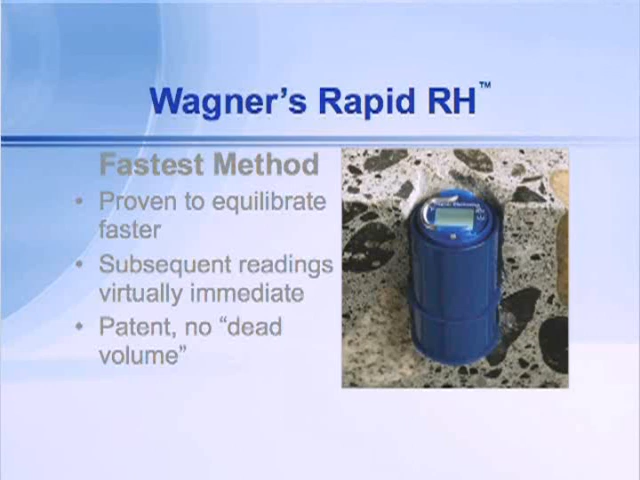 Wagner's Rapid RH™
Fastest Method
• Proven to equilibrate
faster
• Subsequent readings
virtually immediate
• Patent, no “dead
volume”